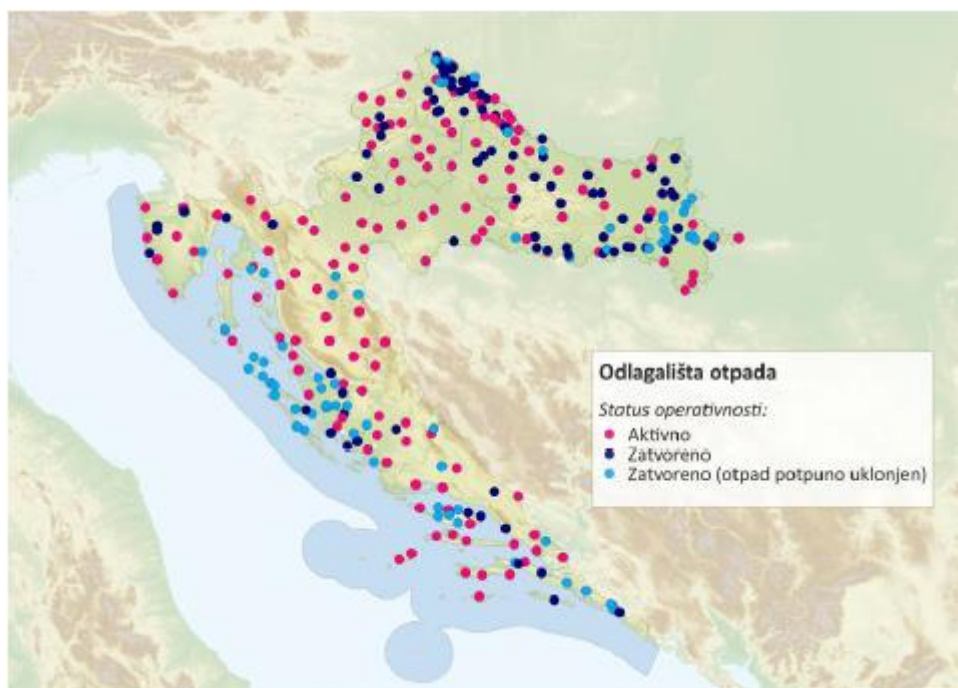 Odlagališta otpada
Status operativnosti:
Aktivno
Zatvoreno
Zatvoreno (otpad potpuno uklonjen)